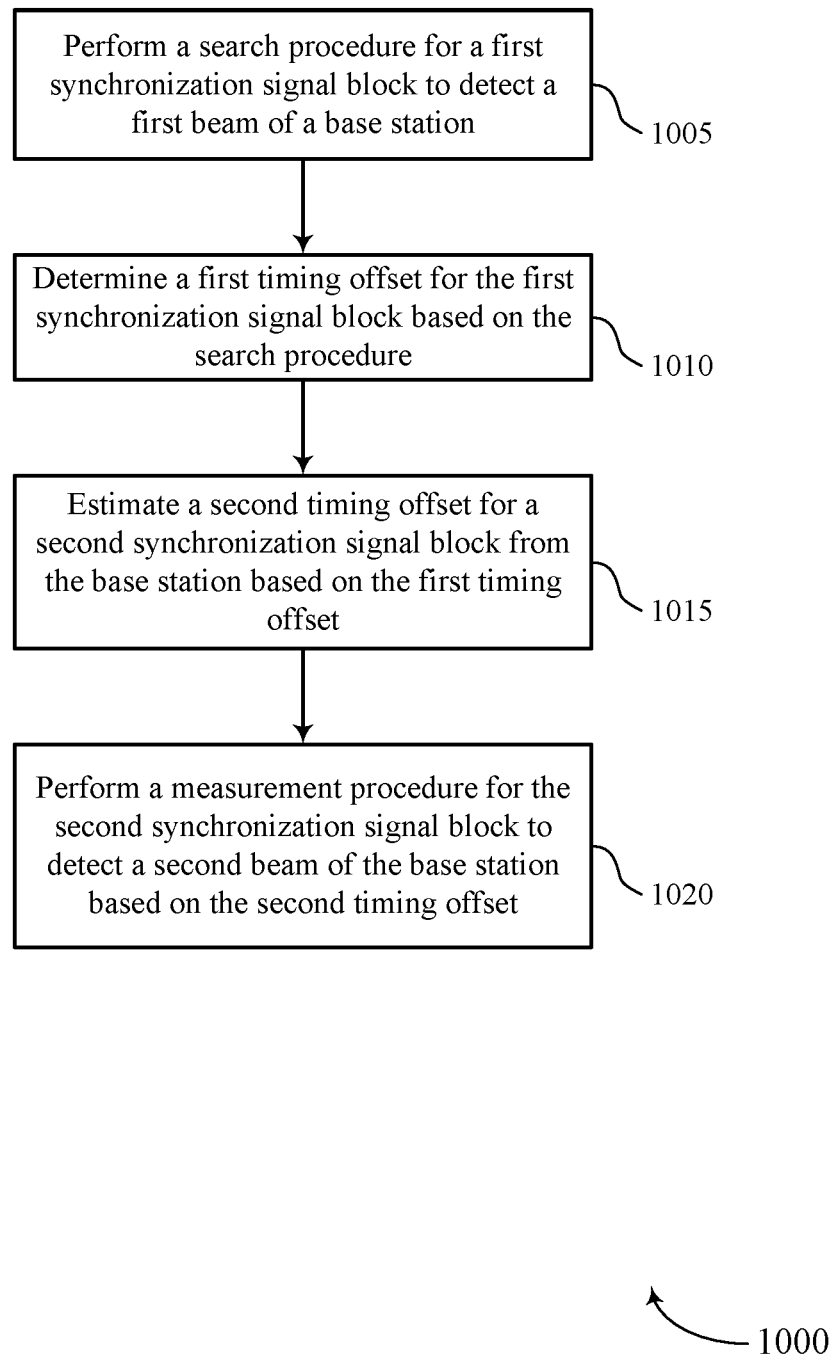 Perform a search procedure for a first
synchronization signal block to detect a
first beam of a base station
1005
Determine a first timing offset for the first
synchronization signal block based on the
search procedure
1010
Estimate a second timing offset for a
second synchronization signal block from
the base station based on the first timing
offset
1015
Perform a measurement procedure for the
second synchronization signal block to
detect a second beam of the base station
based on the second timing offset
1020
1000